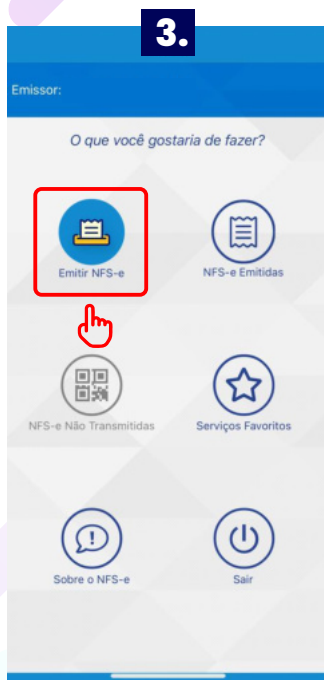 3.
Emissor:
O que você gostaria de fazer?
Emitir NFS-e
NFS-e Emitidas
NFS-e Não Transmitidas
Serviços Favoritos
Sobre o NFS-e
Sair